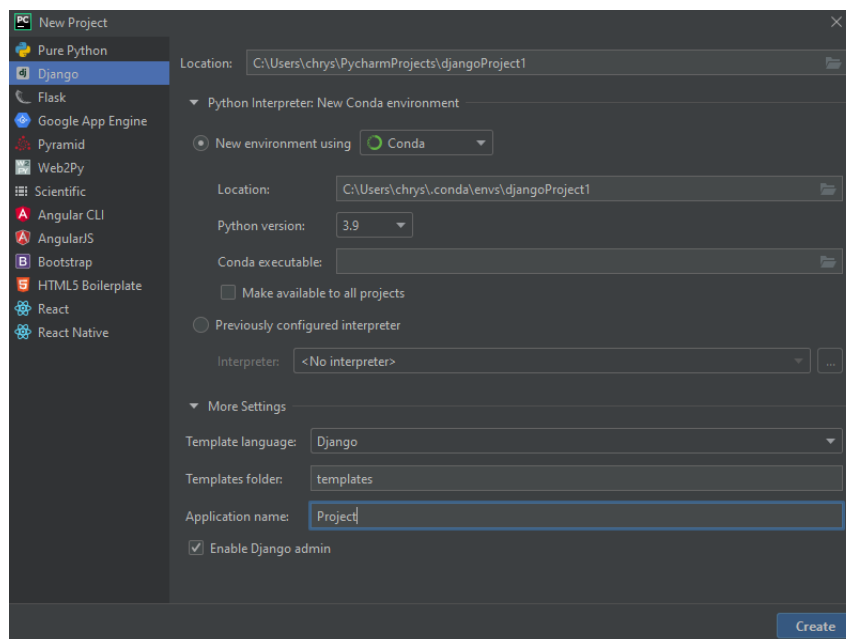 PC New Project
Pure Python
dj Django
Flask
Google App Engine
Pyramid
Web2Py
Scientific
A Angular CLI
A AngularJS
B Bootstrap
5 HTML5 Boilerplate
React
React Native
Location: C:\Users\chrys\PycharmProjects\djangoProject1
Python Interpreter: New Conda environment
New environment using Conda
Location: C:\Users\chrys\.conda\envs\djangoProject1
Python version: 3.9
Conda executable:
Make available to all projects
Previously configured interpreter
Interpreter: <No interpreter> ...
More Settings
Template language: Django
Templates folder: templates
Application name: Project
Enable Django admin
Create